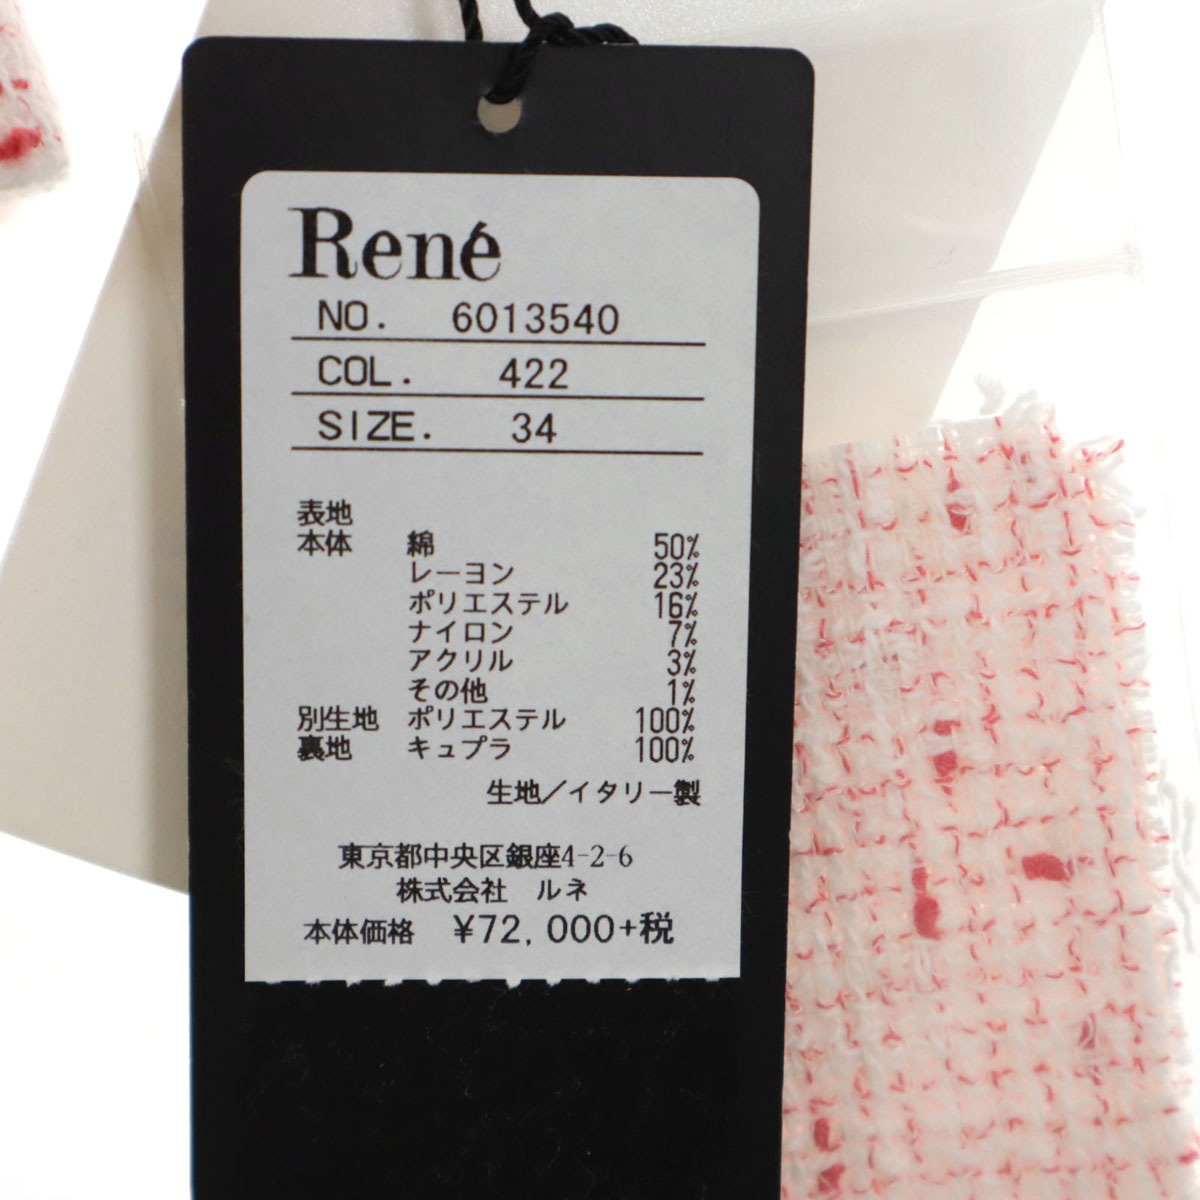 René
NO. 6013540
COL. 422
SIZE. 34
表地
本体 綿 50%
レーヨン 23%
ポリエステル 16%
ナイロン 7%
アクリル 3%
その他 1%
別生地 ポリエステル 100%
裏地 キュプラ 100%
生地/イタリー製
東京都中央区銀座4-2-6
株式会社 ルネ
本体価格 ¥72,000+税